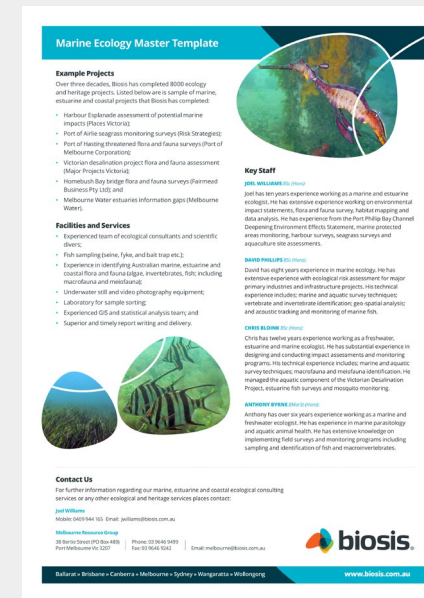 Marine Ecology Master Template
Example Projects
Over three decades, Biosis has completed 8000 ecology
and heritage projects. Listed below are is sample of marine,
estuarine and coastal projects that Biosis has completed:
Harbour Esplanade assessment of potential marine
impacts (Places Victoria);
Port of Airlie seagrass monitoring surveys (Risk Strategies);
Port of Hasting threatened flora and fauna surveys (Port of
Melbourne Corporation);
Victorian desalination project flora and fauna assessment
(Major Projects Victoria);
Homebush Bay bridge flora and fauna surveys (Fairmead
Business Pty Ltd); and
Melbourne Water estuaries information gaps (Melbourne
Water).
Facilities and Services
Experienced team of ecological consultants and scientific
divers;
Fish sampling (seine, fyke, and bait trap etc.);
Experience in identifying Australian marine, estuarine and
coastal flora and fauna (algae, invertebrates, fish; including
macrofauna and meiofauna);
Underwater still and video photography equipment;
Laboratory for sample sorting;
Experienced GIS and statistical analysis team; and
Superior and timely report writing and delivery.
Key Staff
JOEL WILLIAMS BSc (Hons)
Joel has ten years experience working as a marine and estuarine
ecologist. He has extensive experience working on environmental
impact statements, flora and fauna survey, habitat mapping and
data analysis. He has experience from the Port Phillip Bay Channel
Deepening Environment Effects Statement, marine protected
areas monitoring, harbour surveys, seagrass surveys and
aquaculture site assessments.
DAVID PHILLIPS BSc (Hons)
David has eight years experience in marine ecology. He has
extensive experience with ecological risk assessment for major
primary industries and infrastructure projects. His technical
experience includes; marine and aquatic survey techniques;
vertebrate and invertebrate identification; geo-spatial analysis;
and acoustic tracking and monitoring of marine fish.
CHRIS BLOINK BSc (Hons)
Chris has twelve years experience working as a freshwater,
estuarine and marine ecologist. He has substantial experience in
designing and conducting impact assessments and monitoring
programs. His technical experience includes; marine and aquatic
survey techniques; macrofauna and meiofauna identification. He
managed the aquatic component of the Victorian Desalination
Project, estuarine fish surveys and mosquito monitoring.
ANTHONY BYRNE BMarSt (Hons)
Anthony has over six years experience working as a marine and
freshwater ecologist. He has experience in marine parasitology
and aquatic animal health. He has extensive knowledge on
implementing field surveys and monitoring programs including
sampling and identification of fish and macroinvertebrates.
Contact Us
For further information regarding our marine, estuarine and coastal ecological consulting
services or any other ecological and heritage services places contact:
Joel Williams
Mobile: 0409 944 165 Email: jwilliams@biosis.com.au
Melbourne Resource Group
38 Bertie Street (PO Box 489)
Port Melbourne Vic 3207
Phone: 03 9646 9499
Fax: 03 9646 9242
Email: melbourne@biosis.com.au
biosis
Ballarat » Brisbane » Canberra » Melbourne » Sydney » Wangaratta » Wollongong
www.biosis.com.au